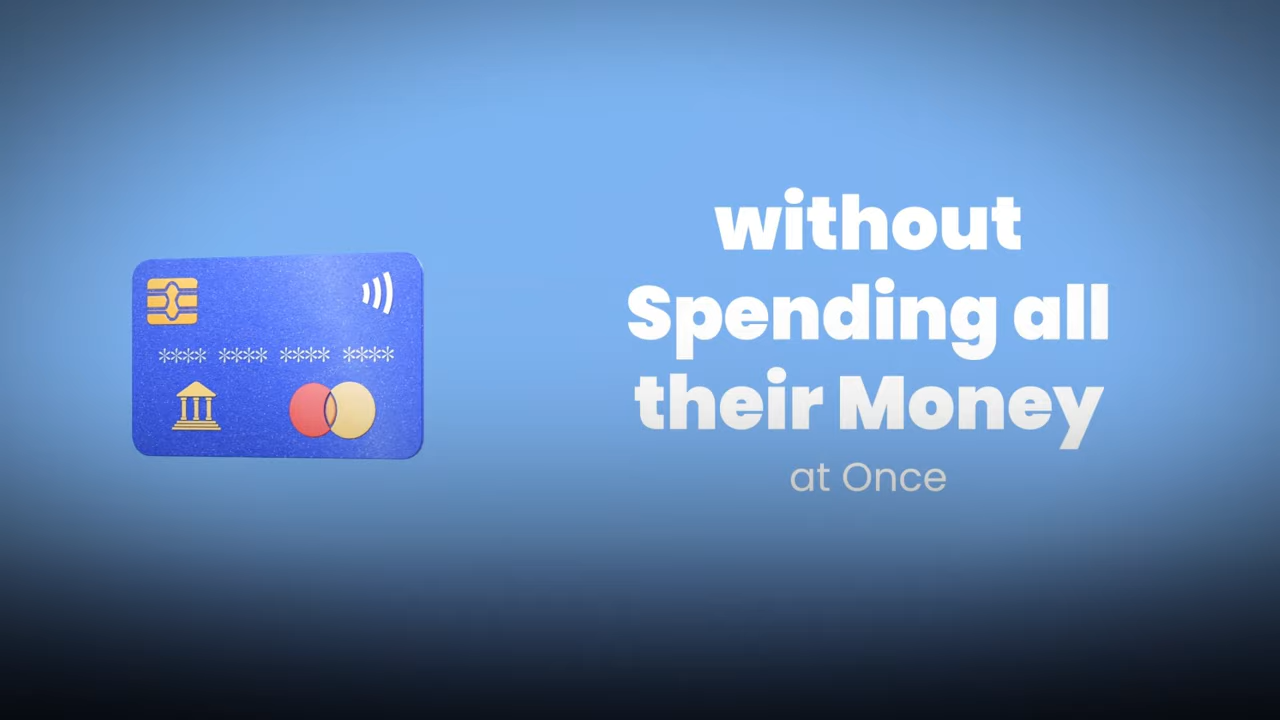 **** **** **** ****
without
Spending all
their Money
at Once